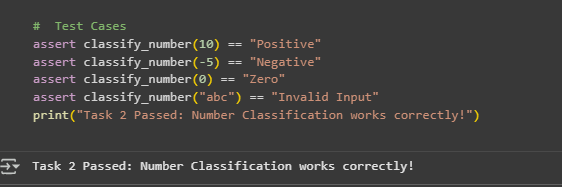 #  Test Cases
assert classify_number(10) == "Positive"
assert classify_number(-5) == "Negative"
assert classify_number(0) == "Zero"
assert classify_number("abc") == "Invalid Input"
print("Task 2 Passed: Number Classification works correctly!")
Task 2 Passed: Number Classification works correctly!